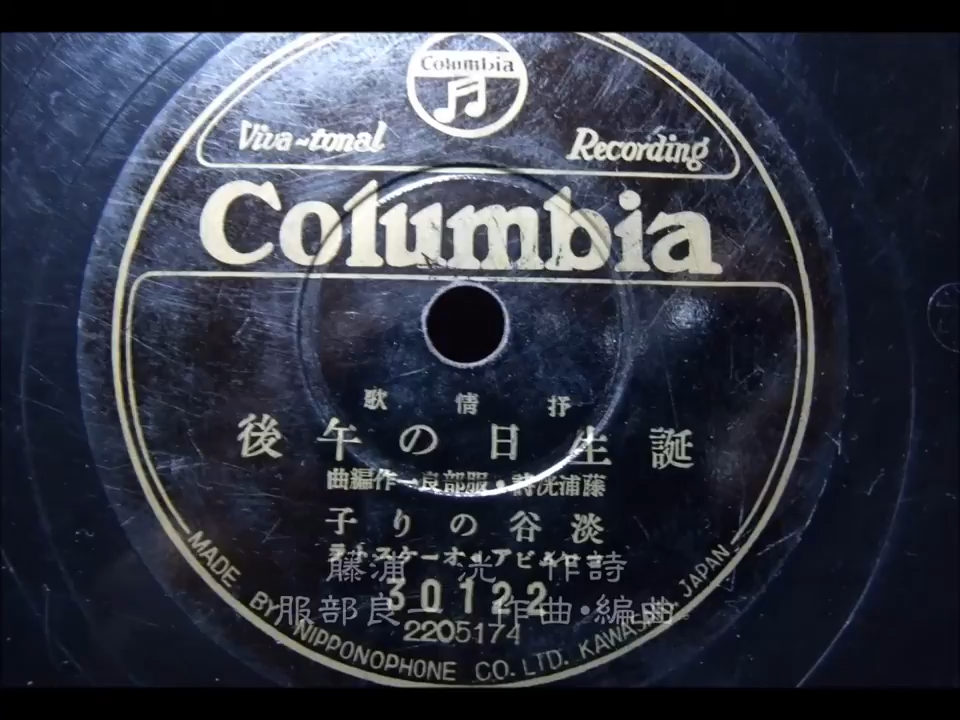 Columbia
Viva-tonal Recording
Columbia
抒情歌
誕生日の午後
藤浦洸詩・服部良一作編曲
淡谷のり子
コロムビア・オーケストラ
藤浦 洸 作詩
30122
服部良一 作曲・編曲
2205174
MADE BY NIPPONOPHONE CO. LTD. KAWASAKI, JAPAN